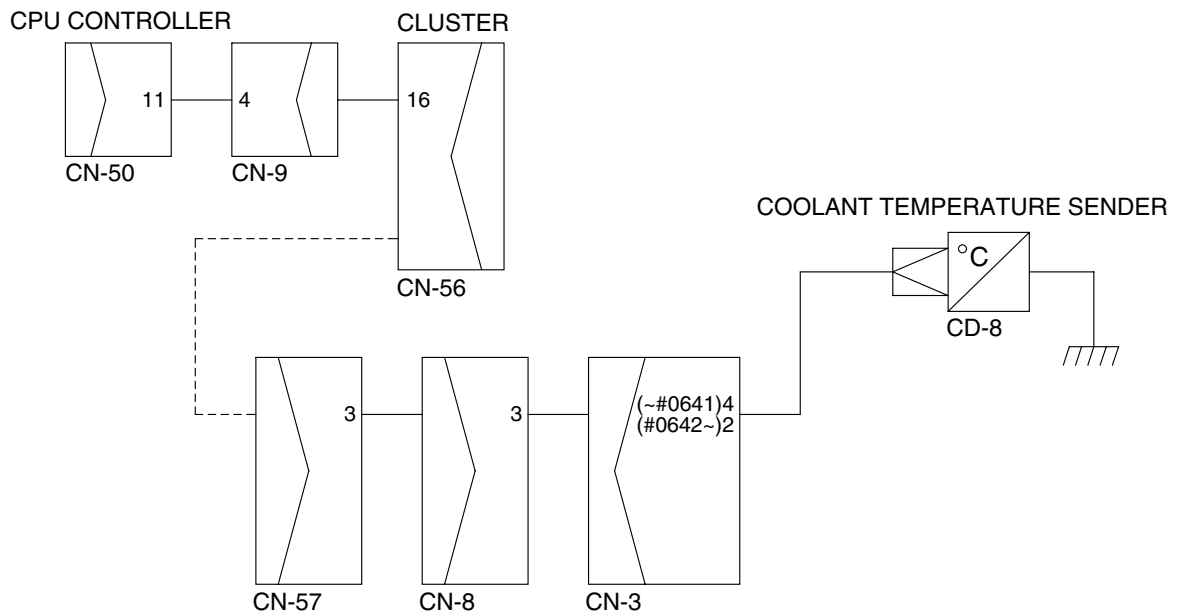 CPU CONTROLLER
CLUSTER
11
4
16
CN-50
CN-9
CN-56
COOLANT TEMPERATURE SENDER
°C
CD-8
3
3
(~#0641)4
(#0642~)2
CN-57
CN-8
CN-3